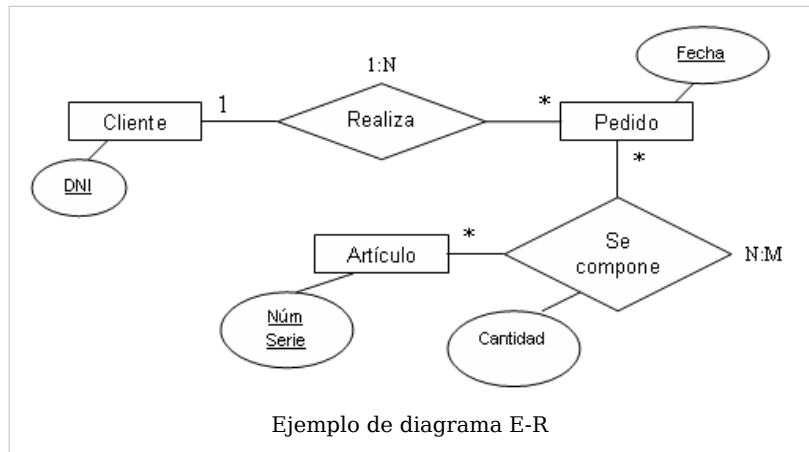 Fecha
1:N
1
*
Cliente
Realiza
Pedido
*
DNI
*
Se
compone
N:M
Artículo
Núm
Serie
Cantidad
Ejemplo de diagrama E-R